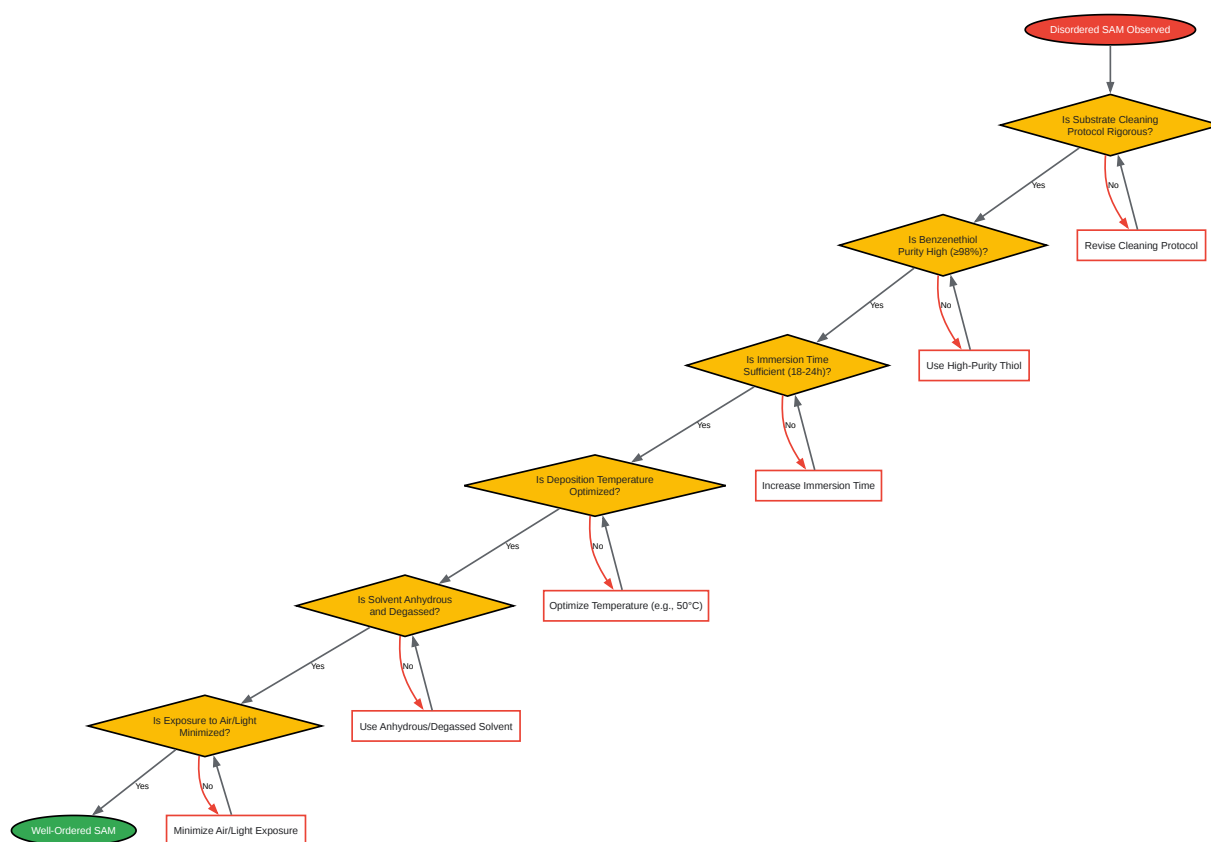 Disordered SAM Observed
Is Substrate Cleaning
Protocol Rigorous?
Yes
No
Revise Cleaning Protocol
Is Benzenethiol
Purity High (≥98%)?
Yes
No
Use High-Purity Thiol
Is Immersion Time
Sufficient (18-24h)?
Yes
No
Increase Immersion Time
Is Deposition Temperature
Optimized?
Yes
No
Optimize Temperature (e.g., 50°C)
Is Solvent Anhydrous
and Degassed?
Yes
No
Use Anhydrous/Degassed Solvent
Is Exposure to Air/Light
Minimized?
Yes
No
Well-Ordered SAM
Minimize Air/Light Exposure